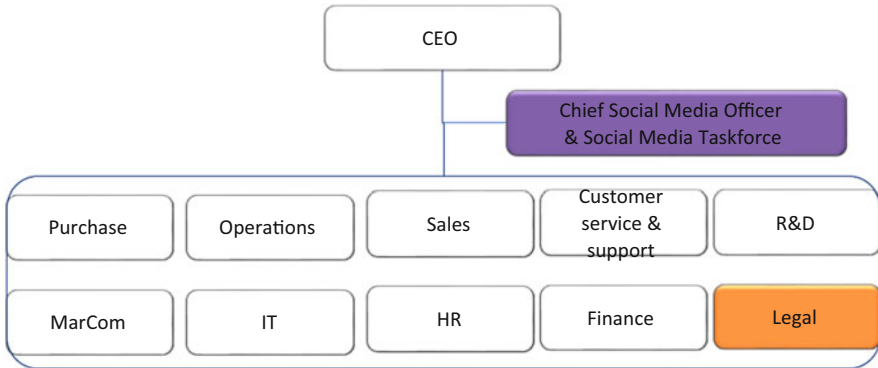 CEO
Chief Social Media Officer
& Social Media Taskforce
Purchase
Operations
Sales
Customer
service &
support
R&D
MarCom
IT
HR
Finance
Legal